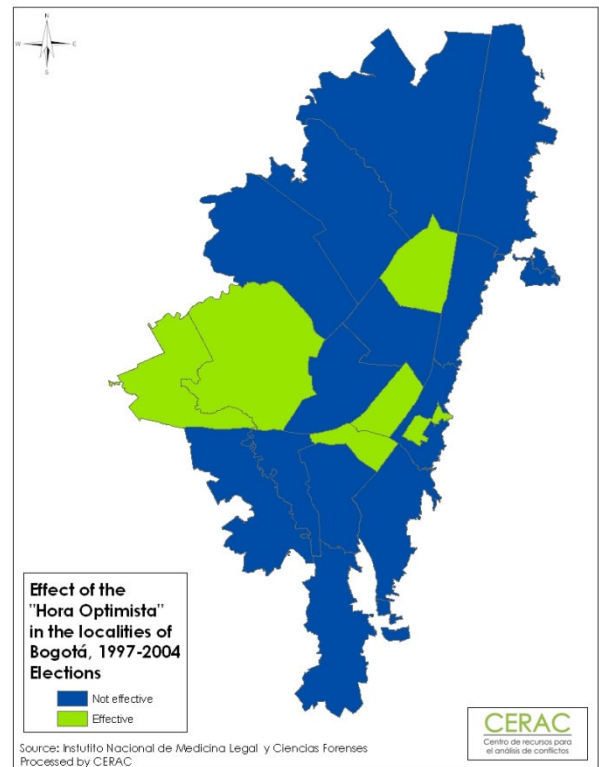 N
W
E
S
Effect of the
"Hora Optimista"
in the localities of
Bogotá, 1997-2004
Elections
Not effective
Effective
Source: Instutito Nacional de Medicina Legal y Ciencias Forenses
Processed by CERAC
CERAC
Centro de recursos para
el análisis de conflictos